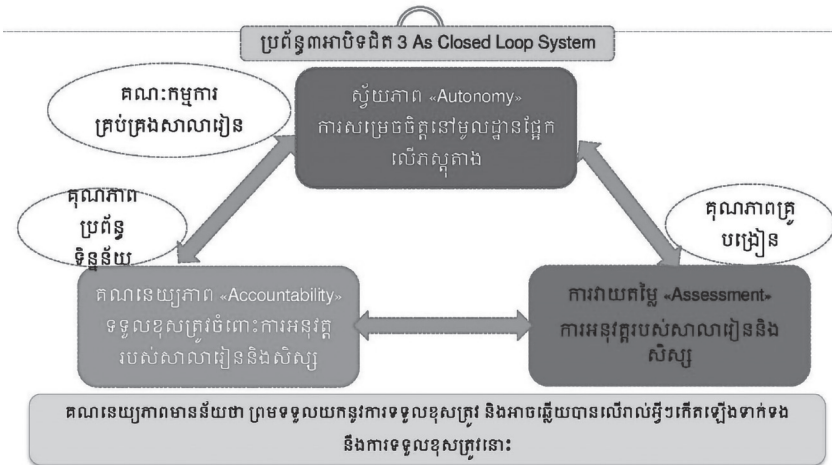 ប្រព័ន្ធ៣អាបិទជិត 3 As Closed Loop System
គណៈកម្មការ
គ្រប់គ្រងសាលារៀន
ស្វ័យភាព «Autonomy»
ការសម្រេចចិត្តនៅមូលដ្ឋានផ្អែក
លើភស្តុតាង
គុណភាព
ប្រព័ន្ធ
ទិន្នន័យ
គុណភាពគ្រូ
បង្រៀន
គណនេយ្យភាព «Accountability»
ទទួលខុសត្រូវចំពោះការអនុវត្ត
របស់សាលារៀននិងសិស្ស
ការវាយតម្លៃ «Assessment»
ការអនុវត្តរបស់សាលារៀននិង
សិស្ស
គណនេយ្យភាពមានន័យថា ព្រមទទួលយកនូវការទទួលខុសត្រូវ និងអាចឆ្លើយបានលើរាល់អ្វីៗកើតឡើងទាក់ទង
នឹងការទទួលខុសត្រូវនោះ